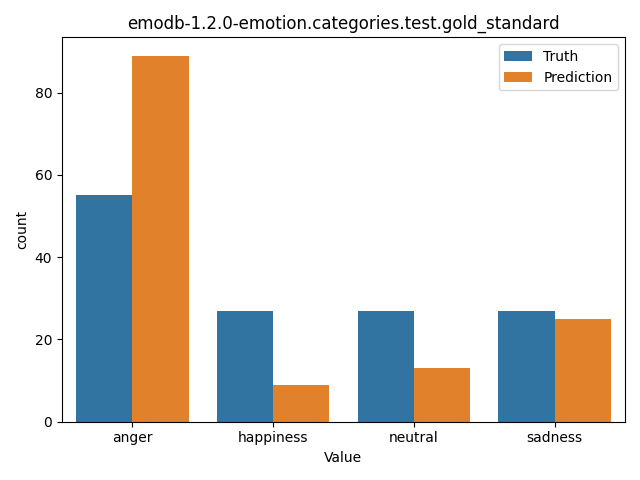 emodb-1.2.0-emotion.categories.test.gold_standard
Truth
Prediction
count
80
60
40
20
0
anger happiness neutral sadness
Value